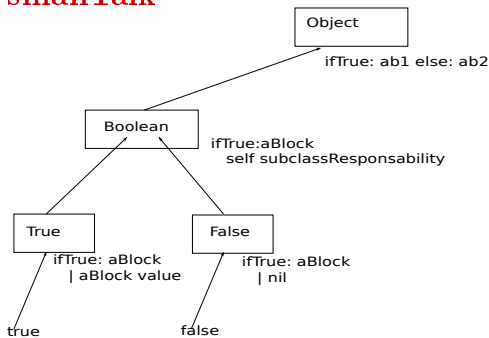 smallTalk
Object
ifTrue: ab1 else: ab2
Boolean
ifTrue:aBlock
self subclassResponsability
True
False
ifTrue: aBlock
| aBlock value
ifTrue: aBlock
| nil
true
false